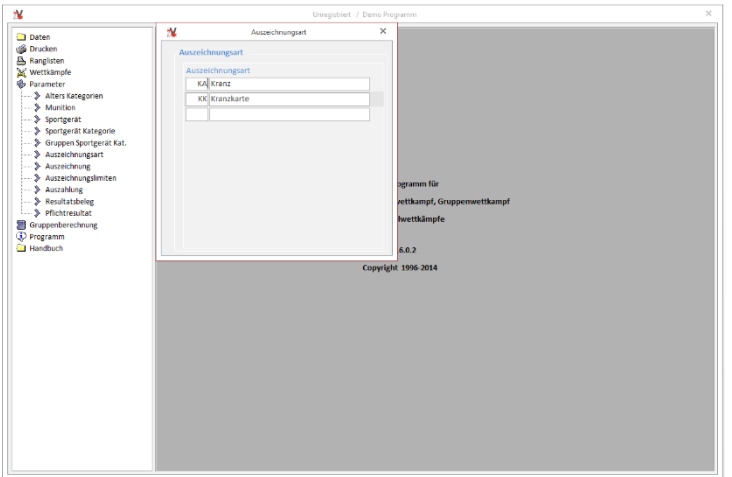 Unregistriert / Demo Programm
Daten
Drucken
Ranglisten
Wettkämpfe
Parameter
Alters Kategorien
Munition
Sportgerät
Sportgerät Kategorie
Gruppen Sportgerät Kat.
Auszeichnungsart
Auszeichnung
Auszeichnungslimiten
Auszahlung
Resultatsbeleg
Pflichtresultat
Gruppenberechnung
Programm
Handbuch
Auszeichnungsart
Auszeichnungsart
Auszeichnungsart
KA Kranz
KK Kranzkarte
ogramm für
wettkampf, Gruppenwettkampf
lwettkämpfe
.6.0.2
Copyright 1996-2014